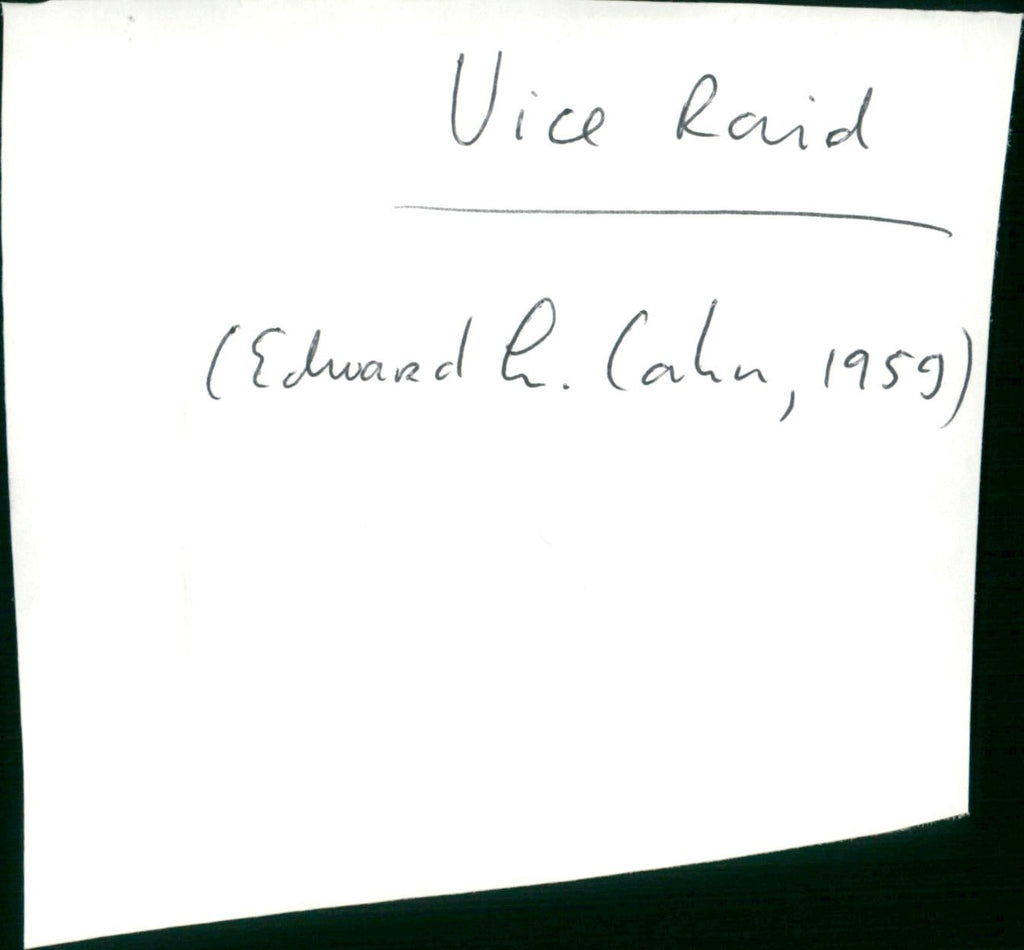 Vice Raid
(Edward L. Cahn, 1959)